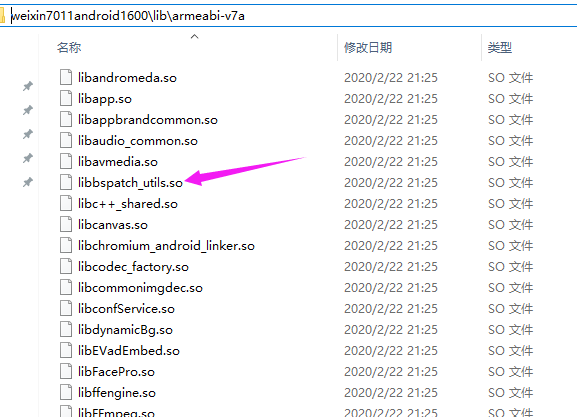 weixin7011android1600\lib\armeabi-v7a
名称 修改日期 类型
libandromeda.so 2020/2/22 21:25 SO 文件
libapp.so 2020/2/22 21:25 SO 文件
libappbrandcommon.so 2020/2/22 21:25 SO 文件
libaudio_common.so 2020/2/22 21:25 SO 文件
libavmedia.so 2020/2/22 21:25 SO 文件
libbspatch_utils.so 2020/2/22 21:25 SO 文件
libc++_shared.so 2020/2/22 21:25 SO 文件
libcanvas.so 2020/2/22 21:25 SO 文件
libchromium_android_linker.so 2020/2/22 21:25 SO 文件
libcodec_factory.so 2020/2/22 21:25 SO 文件
libcommonimgdec.so 2020/2/22 21:25 SO 文件
libconfService.so 2020/2/22 21:25 SO 文件
libdynamicBg.so 2020/2/22 21:25 SO 文件
libEVadEmbed.so 2020/2/22 21:25 SO 文件
libFacePro.so 2020/2/22 21:25 SO 文件
libffengine.so 2020/2/22 21:25 SO 文件
libFFmpeg.so 2020/2/22 21:25 SO 文件